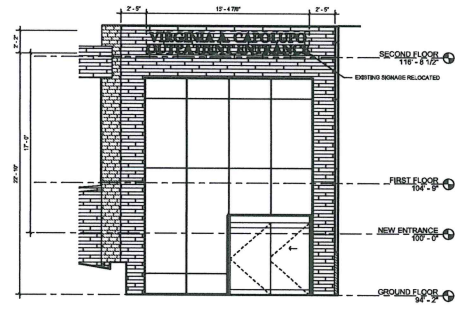 2' - 5" 15' - 4 7/8" 2' - 5"
VIRGINIA A. CAPOLUPO
OUTPATIENT ENTRANCE
2' - 2"
SECOND FLOOR
116' - 8 1/2"
EXISTING SIGNAGE RELOCATED
17' - 0"
22' - 10"
FIRST FLOOR
104' - 9"
NEW ENTRANCE
100' - 0"
GROUND FLOOR
94' - 2"